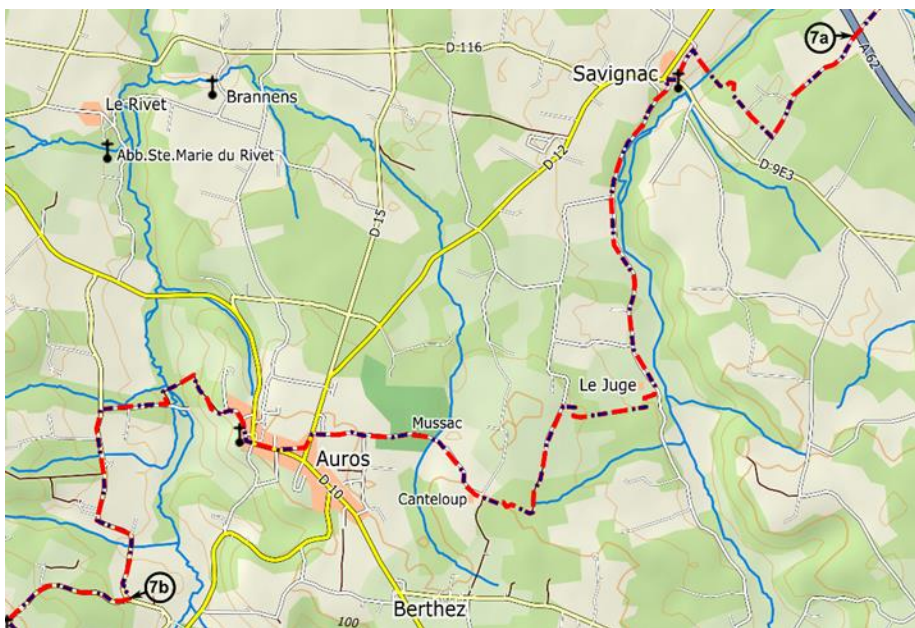 7a
A 62
D 116
Savignac
Le Rivet
Brannens
Abb.Ste.Marie du Rivet
D 12
D 9E3
D 15
Le Juge
Mussac
Auros
D 10
Canteloup
7b
Berthez
100